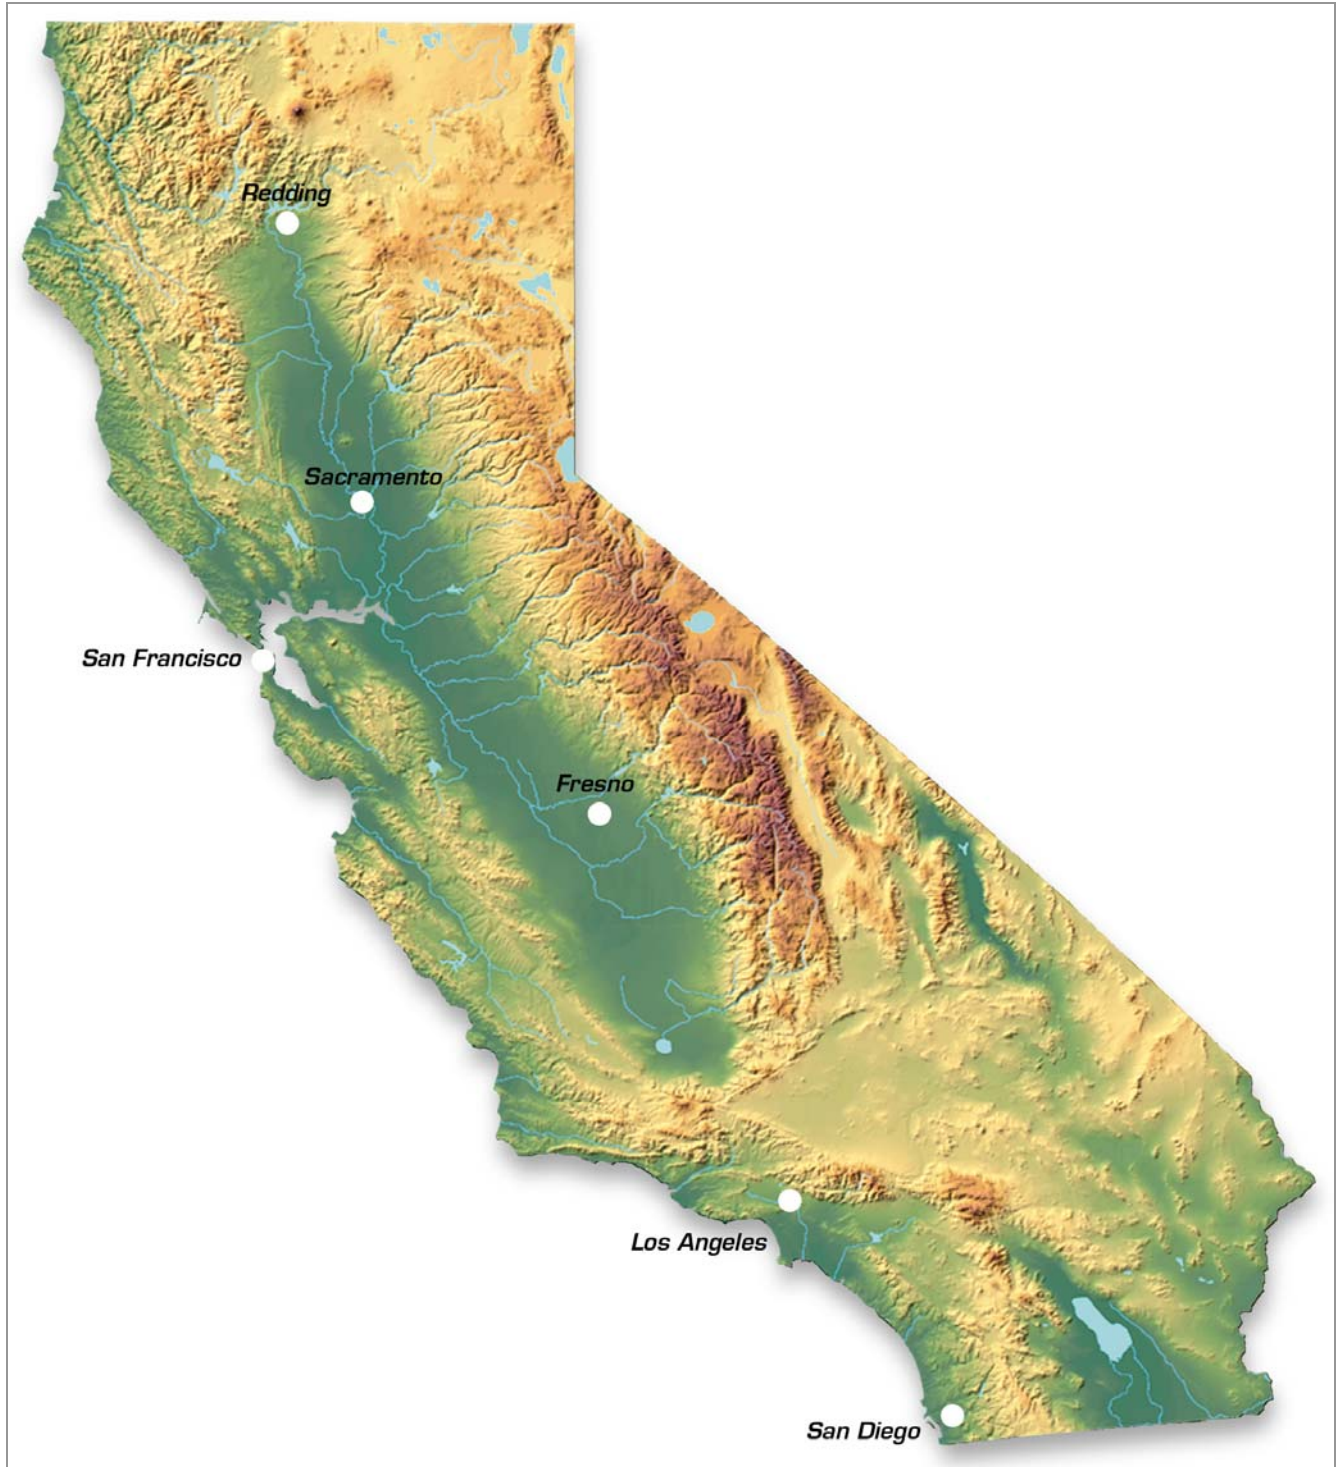 Redding
Sacramento
San Francisco
Fresno
Los Angeles
San Diego